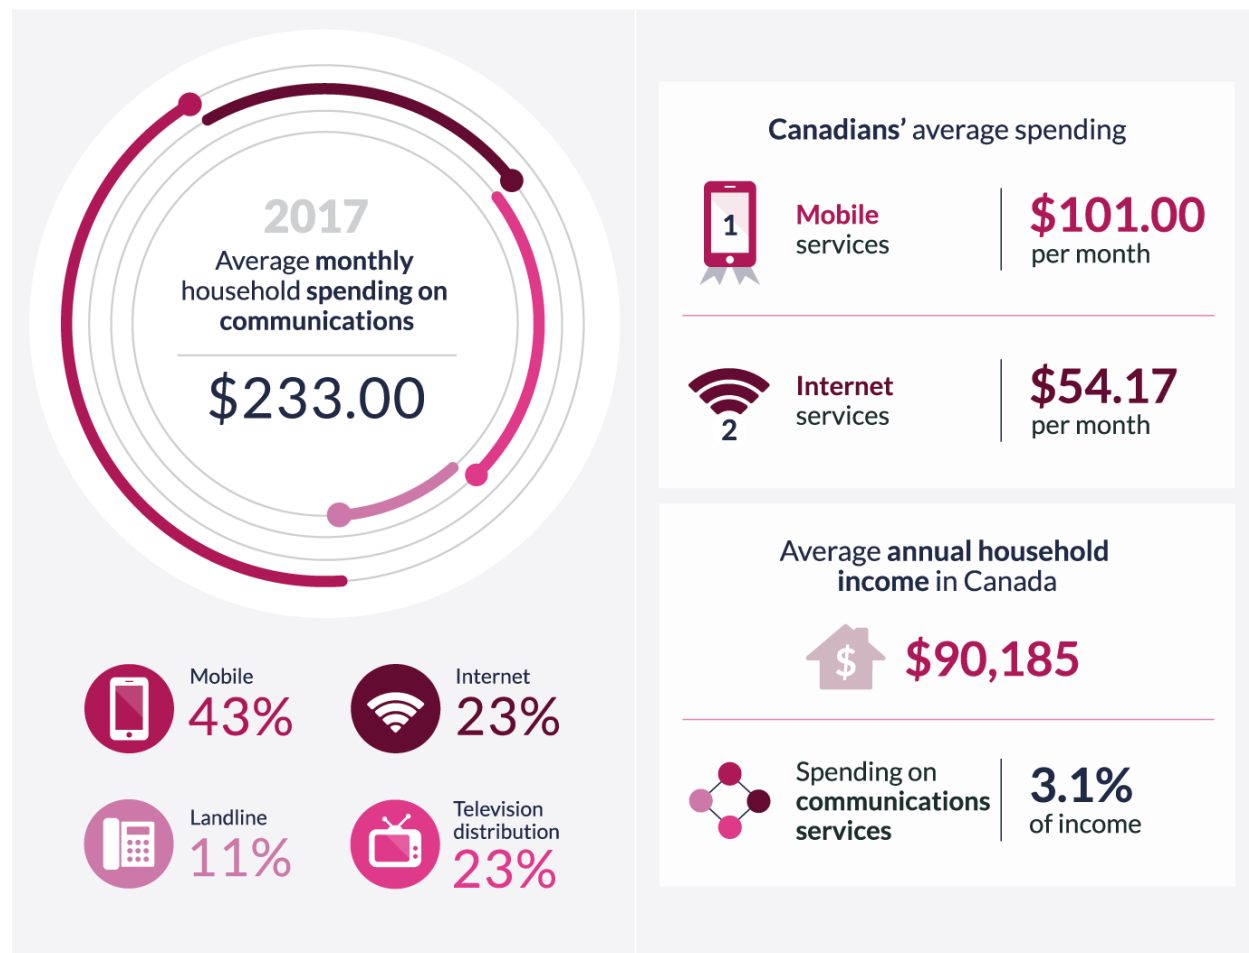 2017
Average monthly
household spending on
communications
$233.00
Mobile
43%
Internet
23%
Landline
11%
Television
distribution
23%
Canadians’ average spending
1
Mobile
services
$101.00
per month
2
Internet
services
$54.17
per month
Average annual household
income in Canada
$
$90,185
Spending on
communications
services
3.1%
of income